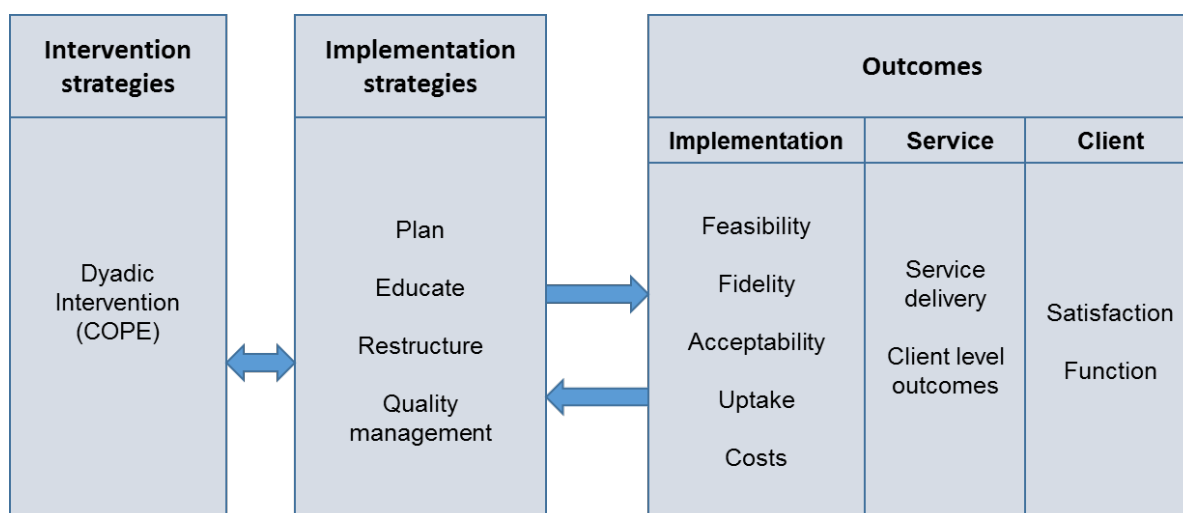 Intervention
strategies
Dyadic
Intervention
(COPE)
Implementation
strategies
Plan
Educate
Restructure
Quality
management
Outcomes
Implementation
Feasibility
Fidelity
Acceptability
Uptake
Costs
Service
Service
delivery
Client level
outcomes
Client
Satisfaction
Function